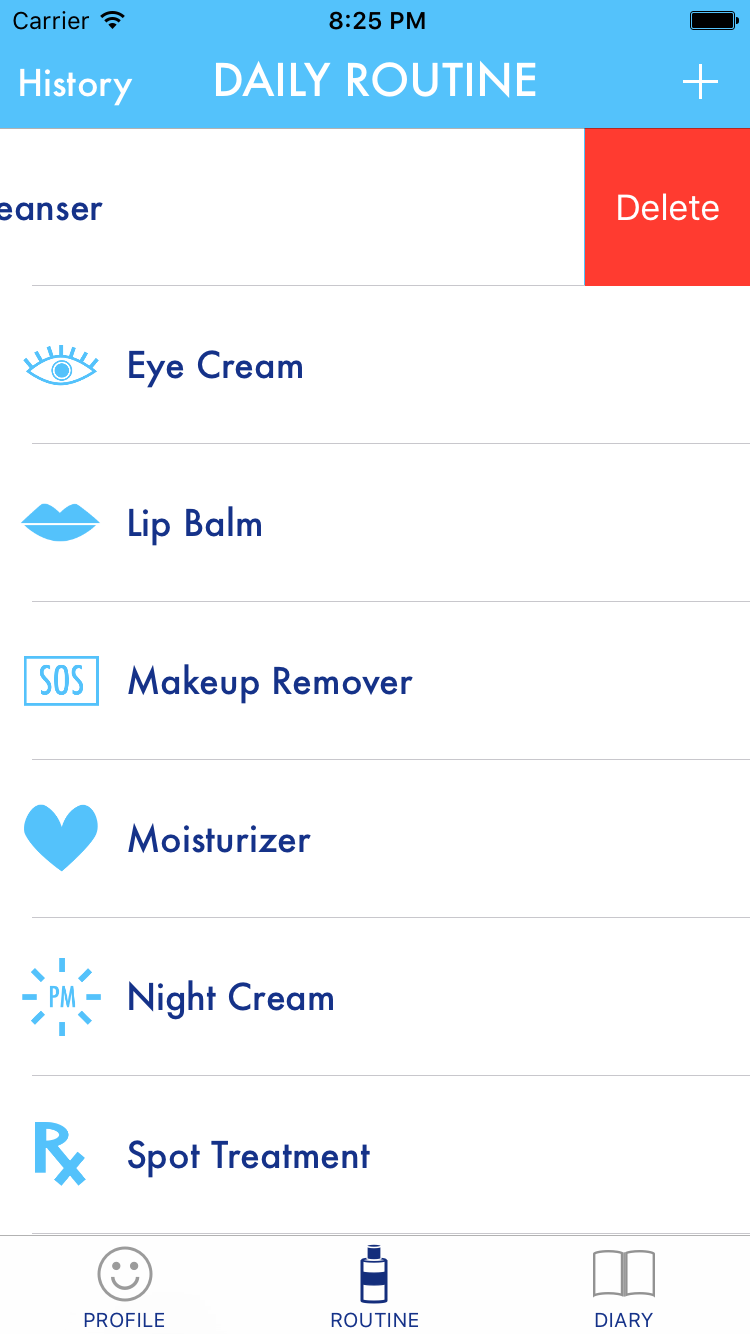 Carrier 8:25 PM
History DAILY ROUTINE +
eanser Delete
Eye Cream
Lip Balm
SOS Makeup Remover
Moisturizer
PM Night Cream
Rx Spot Treatment
PROFILE ROUTINE DIARY